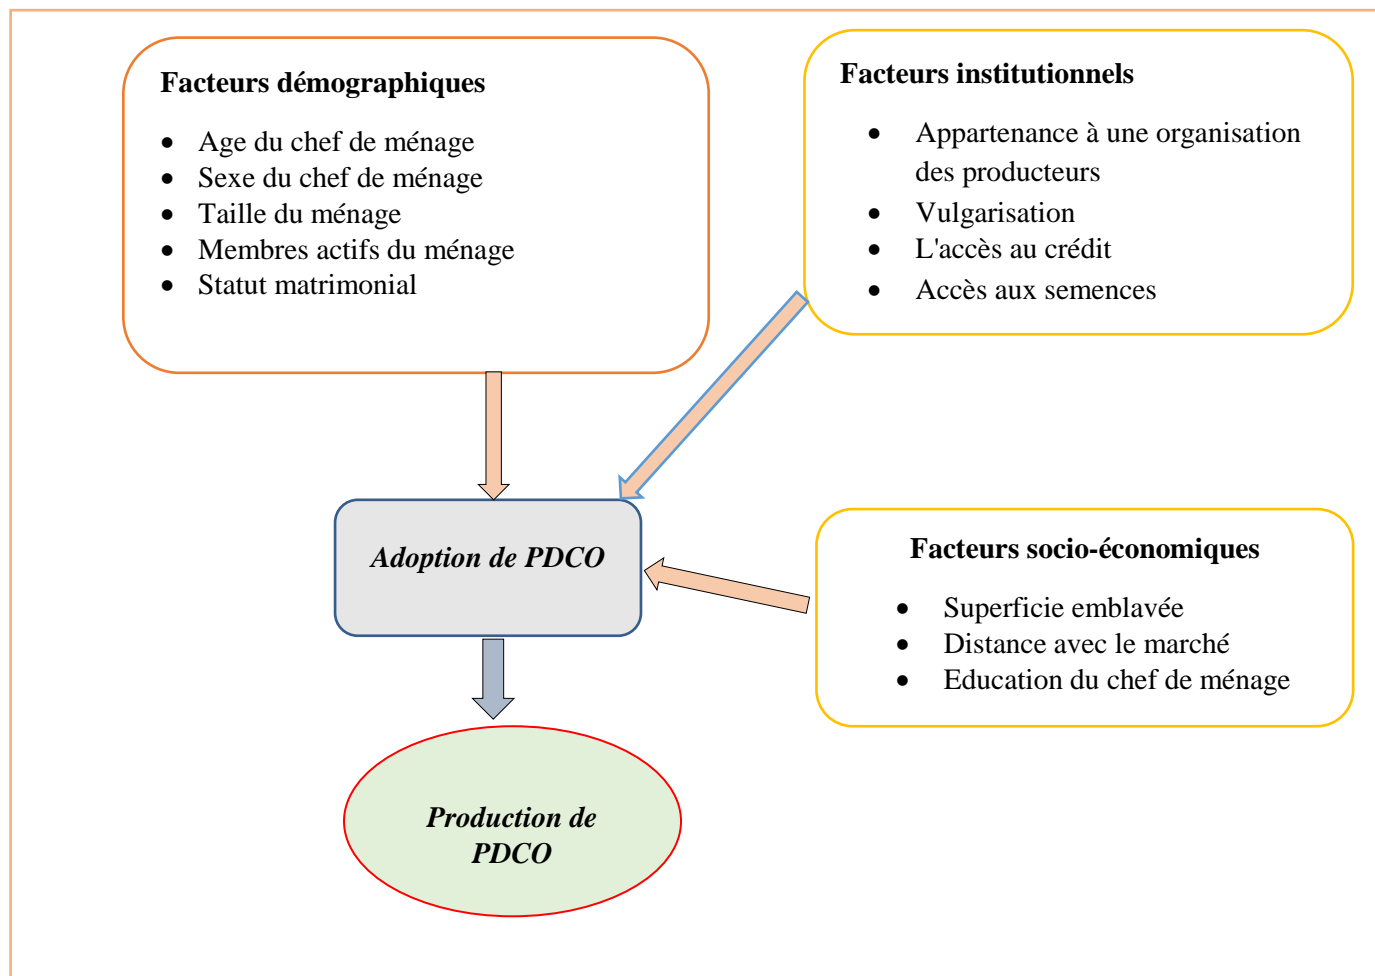 Facteurs démographiques
• Age du chef de ménage
• Sexe du chef de ménage
• Taille du ménage
• Membres actifs du ménage
• Statut matrimonial
Facteurs institutionnels
• Appartenance à une organisation
des producteurs
• Vulgarisation
• L'accès au crédit
• Accès aux semences
Adoption de PDCO
Facteurs socio-économiques
• Superficie emblavée
• Distance avec le marché
• Education du chef de ménage
Production de
PDCO